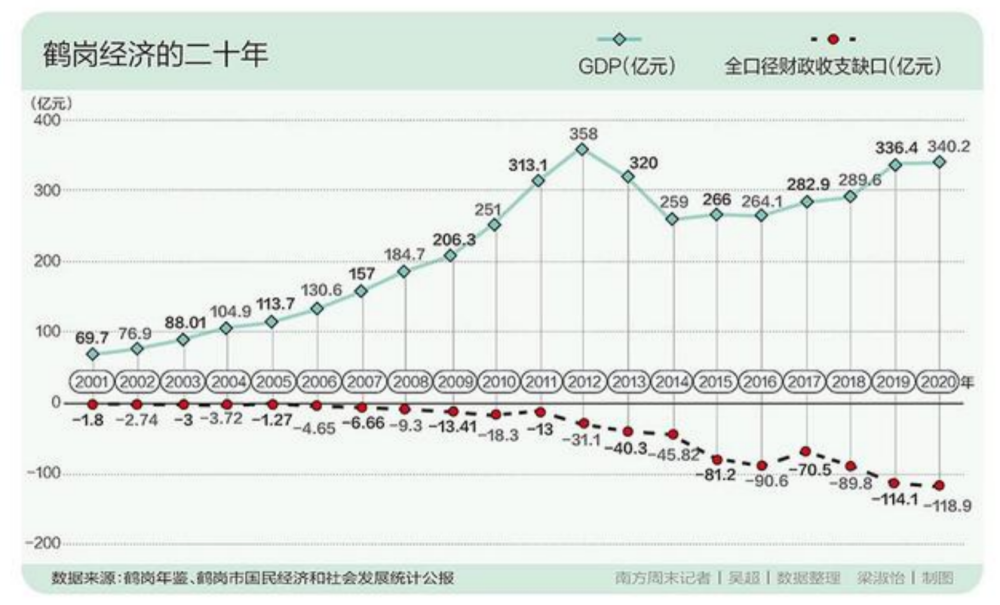 鹤岗经济的二十年
GDP(亿元)
全口径财政收支缺口(亿元)
(亿元)
400
300
200
100
0
-100
-200
69.7 76.9 88.01 104.9 113.7 130.6 157 184.7 206.3 251 313.1 358 320 259 266 264.1 282.9 289.6 336.4 340.2
2001 2002 2003 2004 2005 2006 2007 2008 2009 2010 2011 2012 2013 2014 2015 2016 2017 2018 2019 2020 年
-1.8 -2.74 -3 -3.72 -1.27 -4.65 -6.66 -9.3 -13.41 -18.3 -13 -31.1 -40.3 -45.82 -81.2 -90.6 -70.5 -89.8 -114.1 -118.9
数据来源:鹤岗年鉴、鹤岗市国民经济和社会发展统计公报
南方周末记者|吴超|数据整理 梁淑怡|制图